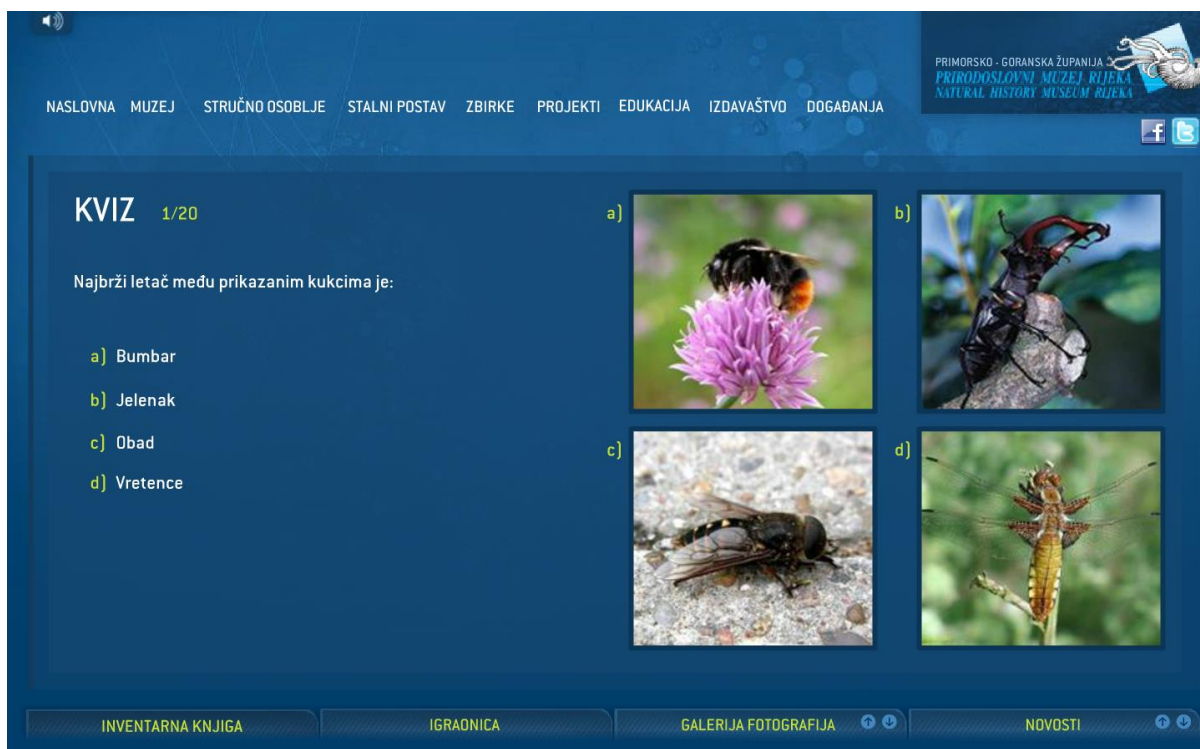 PRIMORSKO - GORANSKA ŽUPANIJA
PRIRODOSLOVNI MUZEJ RIJEKA
NATURAL HISTORY MUSEUM RIJEKA
NASLOVNA MUZEJ STRUČNO OSOBLJE STALNI POSTAV ZBIRKE PROJEKTI EDUKACIJA IZDAVAŠTVO DOGAĐANJA
KVIZ 1/20
Najbrži letač među prikazanim kukcima je:
a) Bumbar
b) Jelenak
c) Obad
d) Vretence
a)
b)
c)
d)
INVENTARNA KNJIGA
IGRAONICA
GALERIJA FOTOGRAFIJA
NOVOSTI